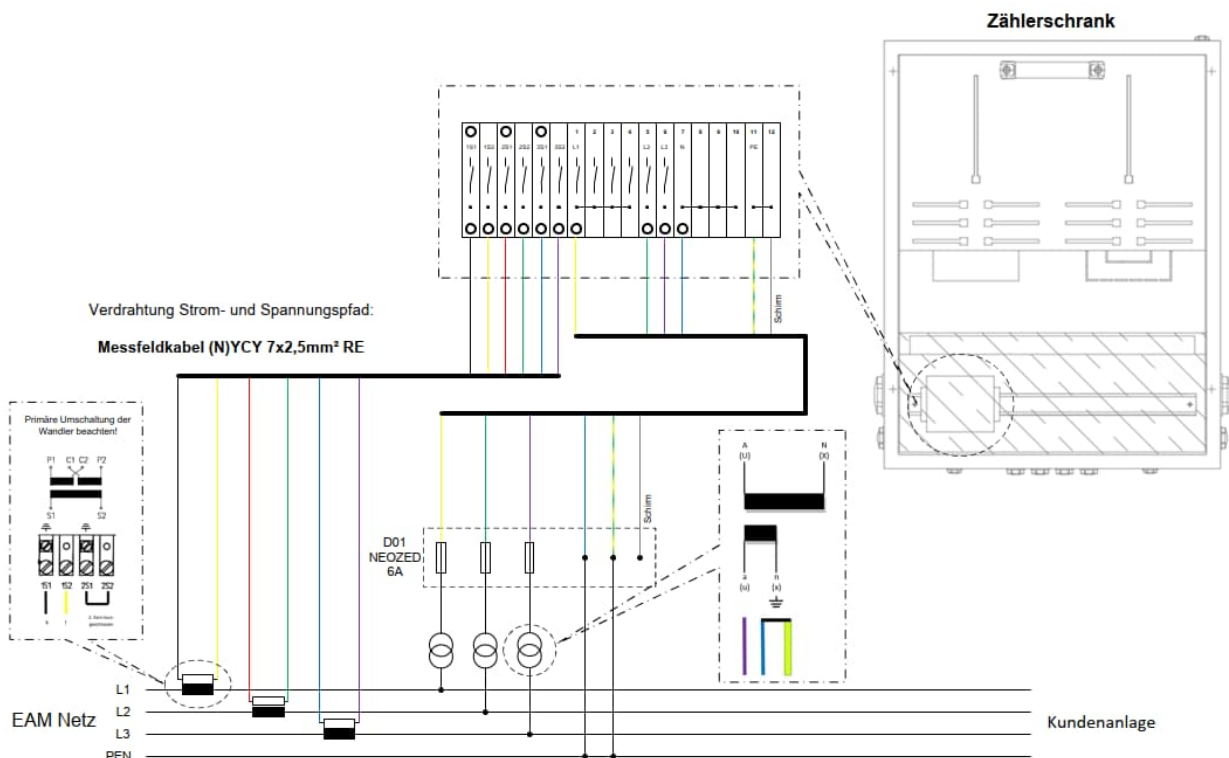 Zählerschrank
1 2 3 4 5 6 7 8 9 10 11 12
1S1 1S2 2S1 2S2 3S1 3S2 L1 L2 L3 N PE
Schirm
Verdrahtung Strom- und Spannungspfad:
Messfeldkabel (N)YCY 7x2,5mm² RE
Primäre Umschaltung der
Wandler beachten!
P1 C1 C2 P2
S1 S2
1S1 1S2 2S1 2S2
Schirm
D01
NEOZED
6A
A N
(U) (X)
a n
(u) (x)
L1
L2
EAM Netz
L3
PEN
Kundenanlage